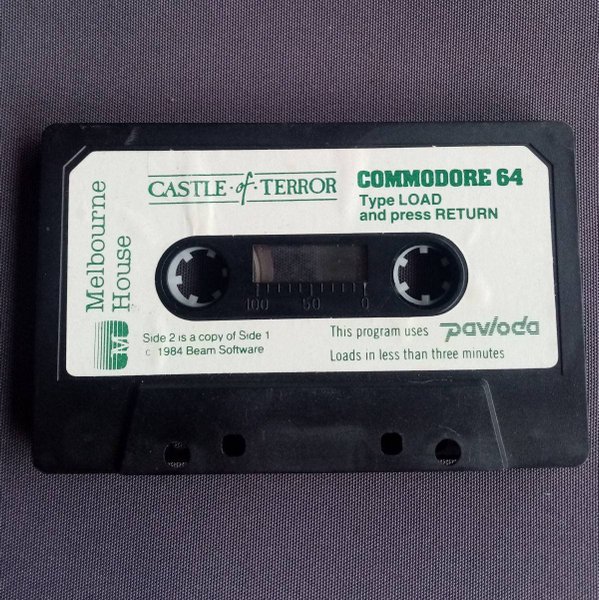 Melbourne
House
CASTLE·of·TERROR
COMMODORE 64
Type LOAD
and press RETURN
100 50 0
Side 2 is a copy of Side 1
c 1984 Beam Software
This program uses pavloda
Loads in less than three minutes